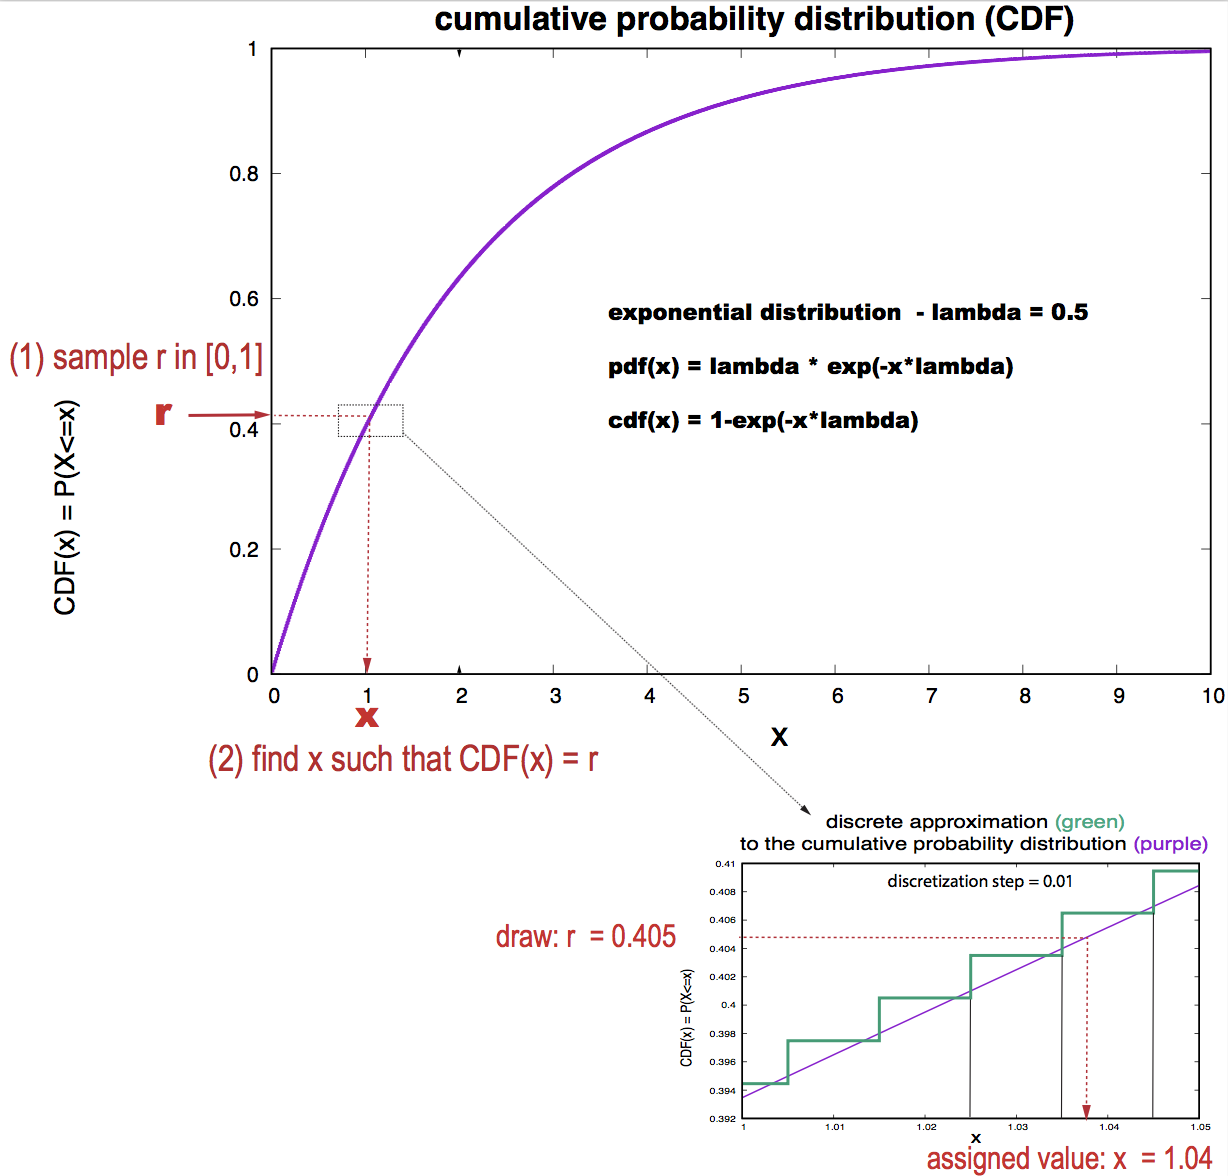 cumulative probability distribution (CDF)
1
0.8
0.6
0.4
0.2
0
CDF(x) = P(X<=x)
(1) sample r in [0,1]
r
exponential distribution - lambda = 0.5
pdf(x) = lambda * exp(-x*lambda)
cdf(x) = 1-exp(-x*lambda)
0 1 2 3 4 5 6 7 8 9 10
x
X
(2) find x such that CDF(x) = r
discrete approximation (green)
to the cumulative probability distribution (purple)
discretization step = 0.01
0.41
0.408
0.406
0.404
0.402
0.4
0.398
0.396
0.394
0.392
CDF(x) = P(X<=x)
draw: r = 0.405
1 1.01 1.02 1.03 1.04 1.05
x
assigned value: x = 1.04